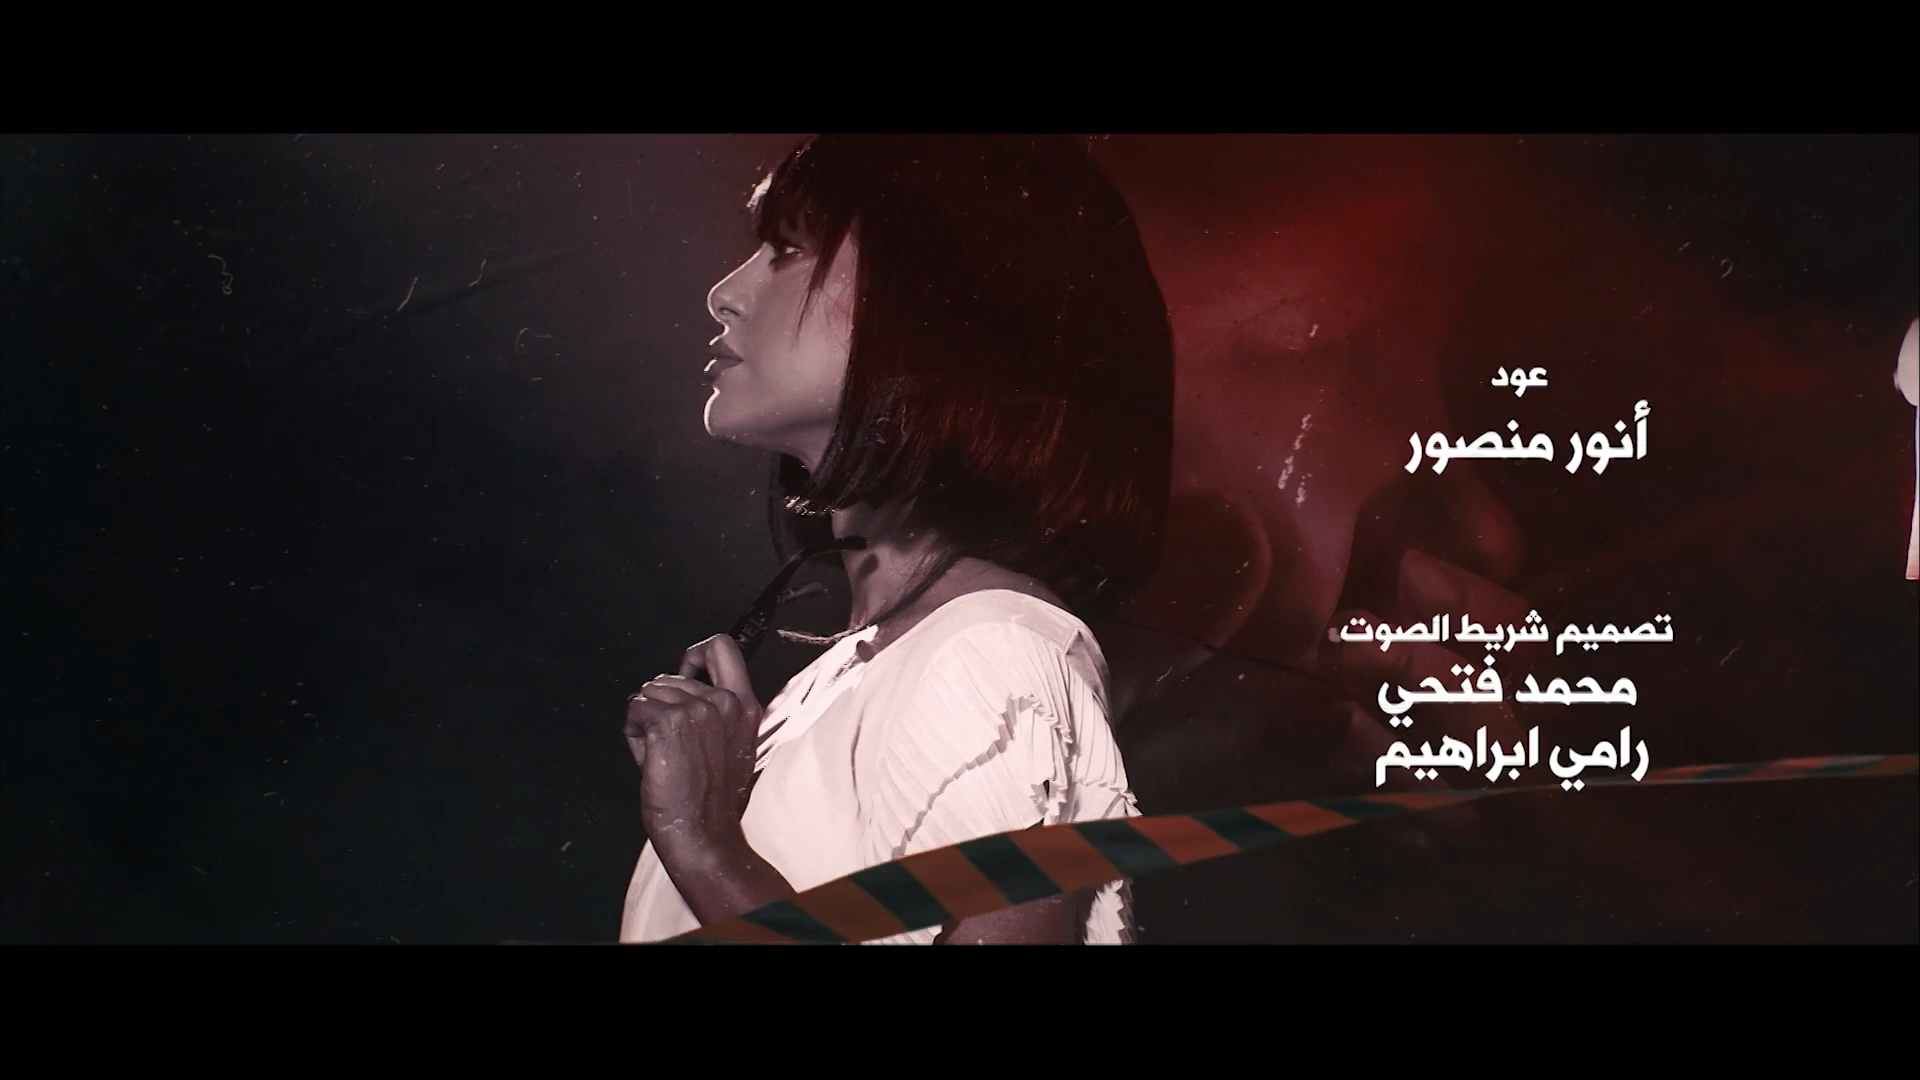 عود
أنور منصور
تصميم شريط الصوت
محمد فتحي
رامي ابراهيم